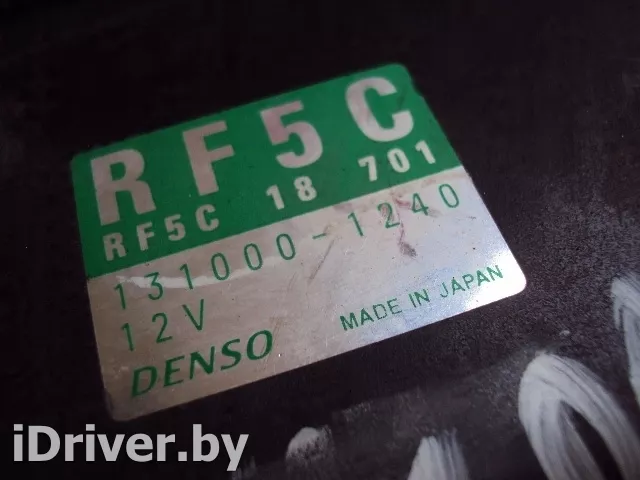 RF5C
RF5C 18 701
131000-1240
12V
DENSO MADE IN JAPAN
iDriver.by